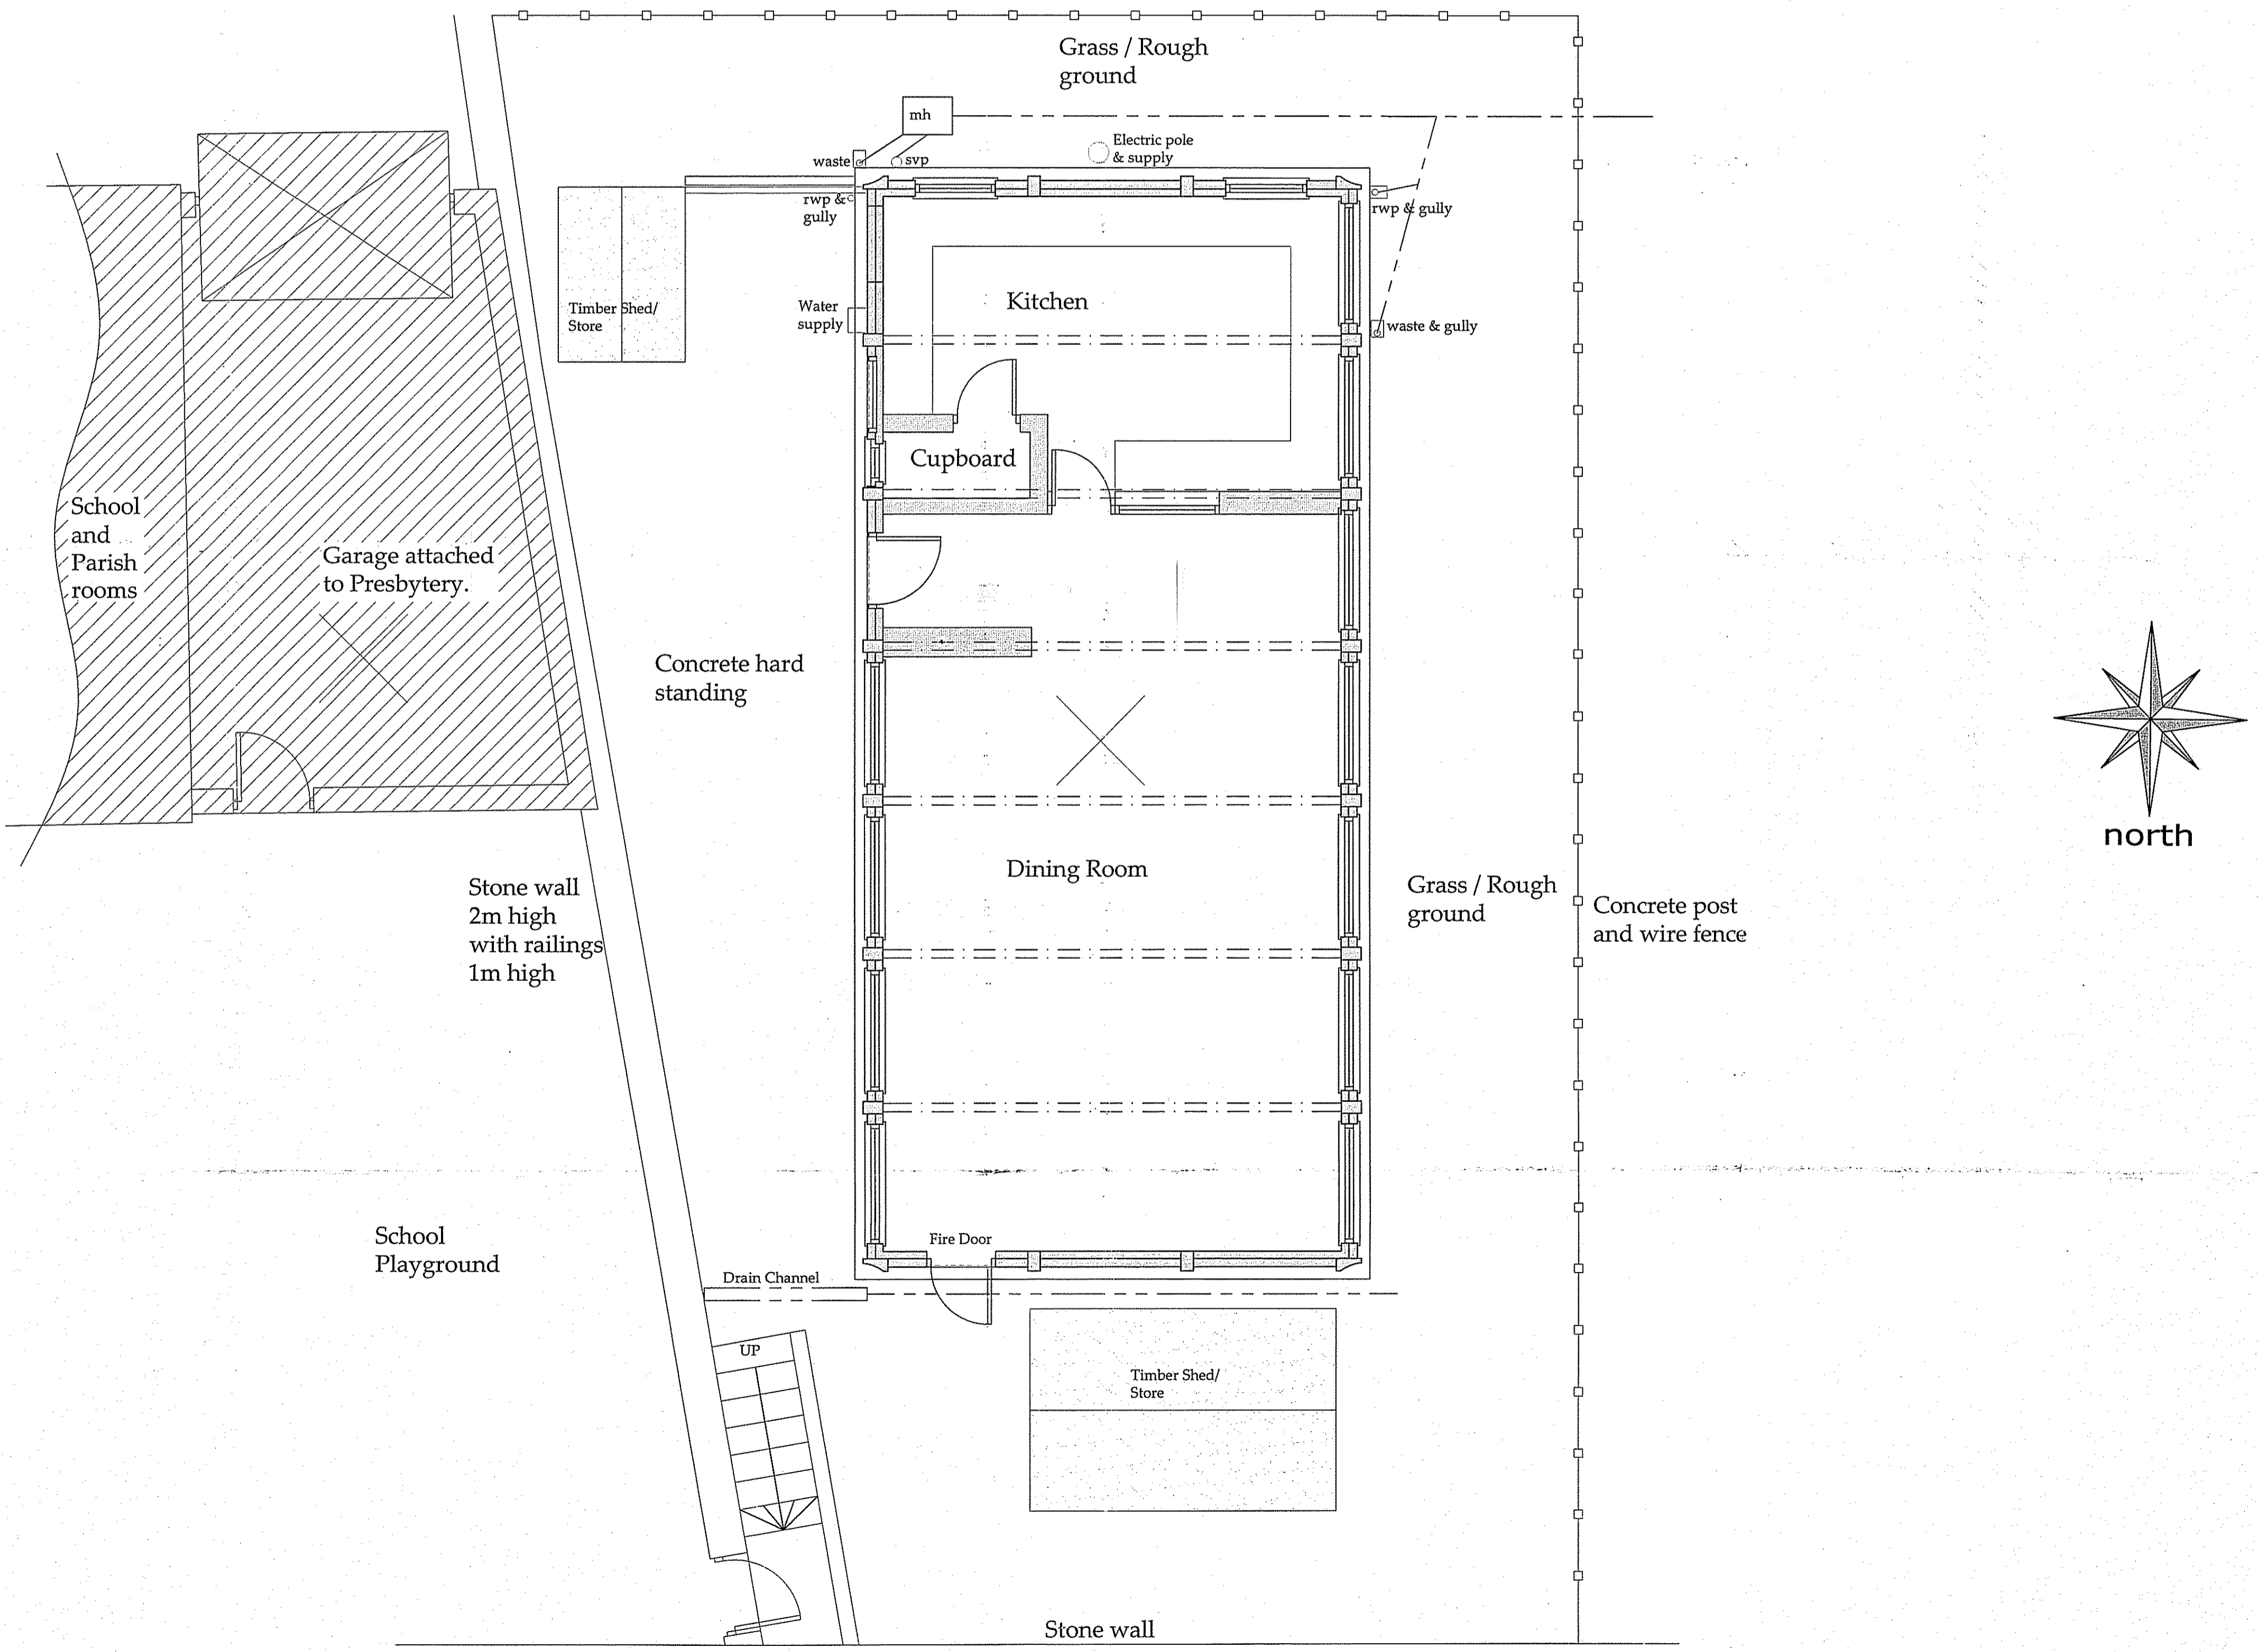 Grass / Rough
ground
mh
Electric pole
& supply
waste
svp
rwp &
gully
rwp & gully
Timber Shed/
Store
Water
supply
Kitchen
waste & gully
Cupboard
School
and
Parish
rooms
Garage attached
to Presbytery.
Concrete hard
standing
north
Dining Room
Stone wall
2m high
with railings
1m high
Grass / Rough
ground
Concrete post
and wire fence
School
Playground
Fire Door
Drain Channel
UP
Timber Shed/
Store
Stone wall